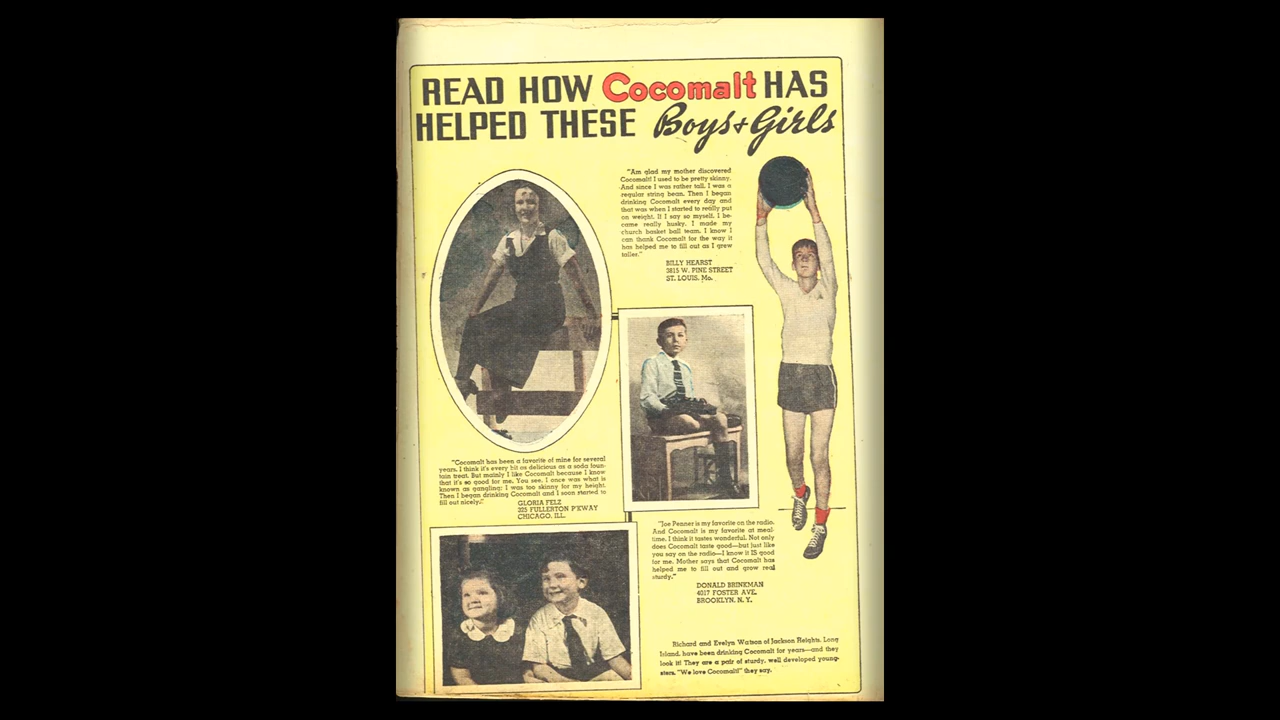 READ HOW Cocomalt HAS
HELPED THESE Boys & Girls
"Am glad my mother discovered
Cocomalt! I used to be pretty skinny.
And since I was rather tall, I was a
regular string bean. Then I began
drinking Cocomalt every day and
that was when I started to really put
on weight. If I say so myself, I be-
came really husky. I made my
church basket ball team. I know I
can thank Cocomalt for the way it
has helped me to fill out as I grew
taller."
BILLY HEARST
3815 W. PINE STREET
ST. LOUIS, Mo.
"Cocomalt has been a favorite of mine for several
years. I think it's every bit as delicious as a soda foun-
tain treat. But mainly I like Cocomalt because I know
that it's so good for me. You see, I once was what is
known as gangling; I was too skinny for my height.
Then I began drinking Cocomalt and I soon started to
fill out nicely."
GLORIA FELZ
325 FULLERTON P'KWAY
CHICAGO, ILL.
"Joe Penner is my favorite on the radio.
And Cocomalt is my favorite at meal-
time. I think it tastes wonderful. Not only
does Cocomalt taste good—but just like
you say on the radio—I know it IS good
for me. Mother says that Cocomalt has
helped me to fill out and grow real
sturdy."
DONALD BRINKMAN
4017 FOSTER AVE.
BROOKLYN, N. Y.
Richard and Evelyn Watson of Jackson Heights, Long
Island, have been drinking Cocomalt for years—and they
look it! They are a pair of sturdy, well developed young-
sters. "We love Cocomalt!" they say.